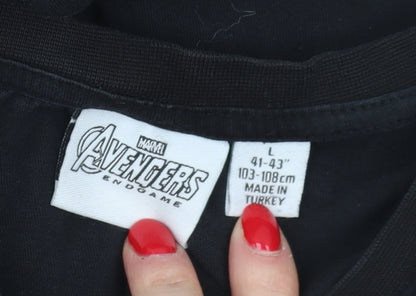 MARVEL
AVENGERS
ENDGAME
L
41-43"
103-108cm
MADE IN
TURKEY